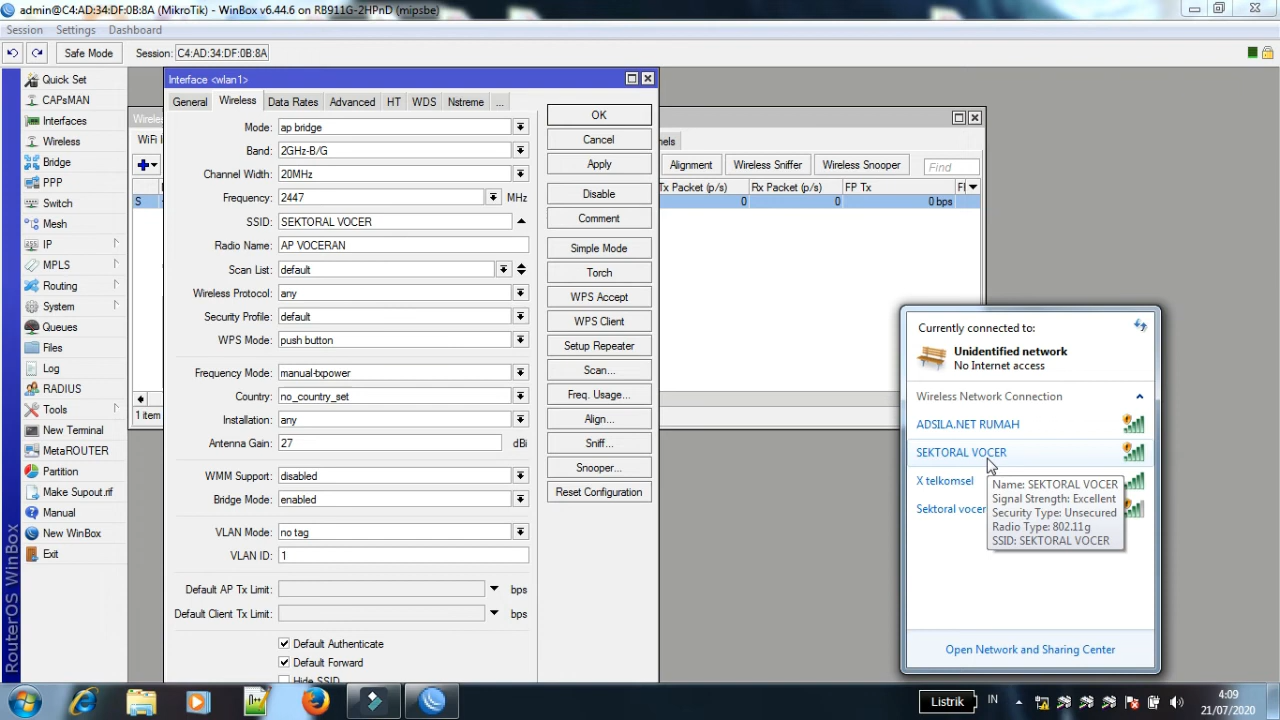 admin@C4:AD:34:DF:0B:8A (MikroTik) - WinBox v6.44.6 on RB911G-2HPnD (mipsbe)
Session Settings Dashboard
Safe Mode Session: C4:AD:34:DF:0B:8A
Quick Set
CAPsMAN
Interfaces
Wireless
Bridge
PPP
Switch
Mesh
IP
MPLS
Routing
System
Queues
Files
Log
RADIUS
Tools
New Terminal
MetaROUTER
Partition
Make Supout.rif
Manual
New WinBox
Exit
RouterOS WinBox
WiFi
S
1 item
Interface <wlan1>
General Wireless Data Rates Advanced HT WDS Nstreme ...
Mode: ap bridge
Band: 2GHz-B/G
Channel Width: 20MHz
Frequency: 2447 MHz
SSID: SEKTORAL VOCER
Radio Name: AP VOCERAN
Scan List: default
Wireless Protocol: any
Security Profile: default
WPS Mode: push button
Frequency Mode: manual-txpower
Country: no_country_set
Installation: any
Antenna Gain: 27 dBi
WMM Support: disabled
Bridge Mode: enabled
VLAN Mode: no tag
VLAN ID: 1
Default AP Tx Limit: bps
Default Client Tx Limit: bps
Default Authenticate
Default Forward
Hide SSID
OK
Cancel
Apply
Disable
Comment
Simple Mode
Torch
WPS Accept
WPS Client
Setup Repeater
Scan...
Freq. Usage...
Align...
Sniff...
Snooper...
Reset Configuration
Alignment Wireless Sniffer Wireless Snooper Find
Tx Packet (p/s) Rx Packet (p/s) FP Tx
0 0 0 bps
Currently connected to:
Unidentified network
No Internet access
Wireless Network Connection
ADSILA.NET RUMAH
SEKTORAL VOCER
X telkomsel
Sektoral vocer
Name: SEKTORAL VOCER
Signal Strength: Excellent
Security Type: Unsecured
Radio Type: 802.11g
SSID: SEKTORAL VOCER
Open Network and Sharing Center
Listrik IN
4:09
21/07/2020